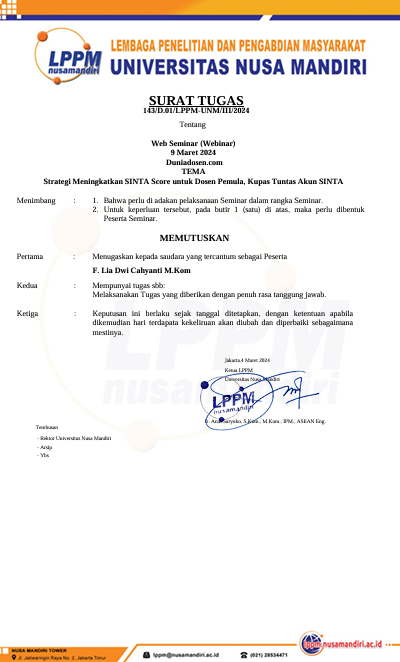 LPPM
nusamandiri
LEMBAGA PENELITIAN DAN PENGABDIAN MASYARAKAT
UNIVERSITAS NUSA MANDIRI
SURAT TUGAS
143/D.01/LPPM-UNM/III/2024
Tentang
Web Seminar (Webinar)
9 Maret 2024
Duniadosen.com
TEMA
Strategi Meningkatkan SINTA Score untuk Dosen Pemula, Kupas Tuntas Akun SINTA
Menimbang : 1. Bahwa perlu di adakan pelaksanaan Seminar dalam rangka Seminar.
2. Untuk keperluan tersebut, pada butir 1 (satu) di atas, maka perlu dibentuk
Peserta Seminar.
MEMUTUSKAN
Pertama : Menugaskan kepada saudara yang tercantum sebagai Peserta
F. Lia Dwi Cahyanti M.Kom
Kedua : Mempunyai tugas sbb:
Melaksanakan Tugas yang diberikan dengan penuh rasa tanggung jawab.
Ketiga : Keputusan ini berlaku sejak tanggal ditetapkan, dengan ketentuan apabila
dikemudian hari terdapata kekeliruan akan diubah dan diperbaiki sebagaimana
mestinya.
Jakarta,4 Maret 2024
Ketua LPPM
Universitas Nusa Mandiri
LPPM
nusamandiri
S.Kom., M.Kom., IPM., ASEAN Eng.
Tembusan
- Rektor Universitas Nusa Mandiri
- Arsip
- Ybs
LPPM
nusamandiri
lppm.nusamandiri.ac.id
NUSA MANDIRI TOWER
Jl. Jatiwaringin Raya No. 2, Jakarta Timur
lppm@nusamandiri.ac.id
(021) 28534471